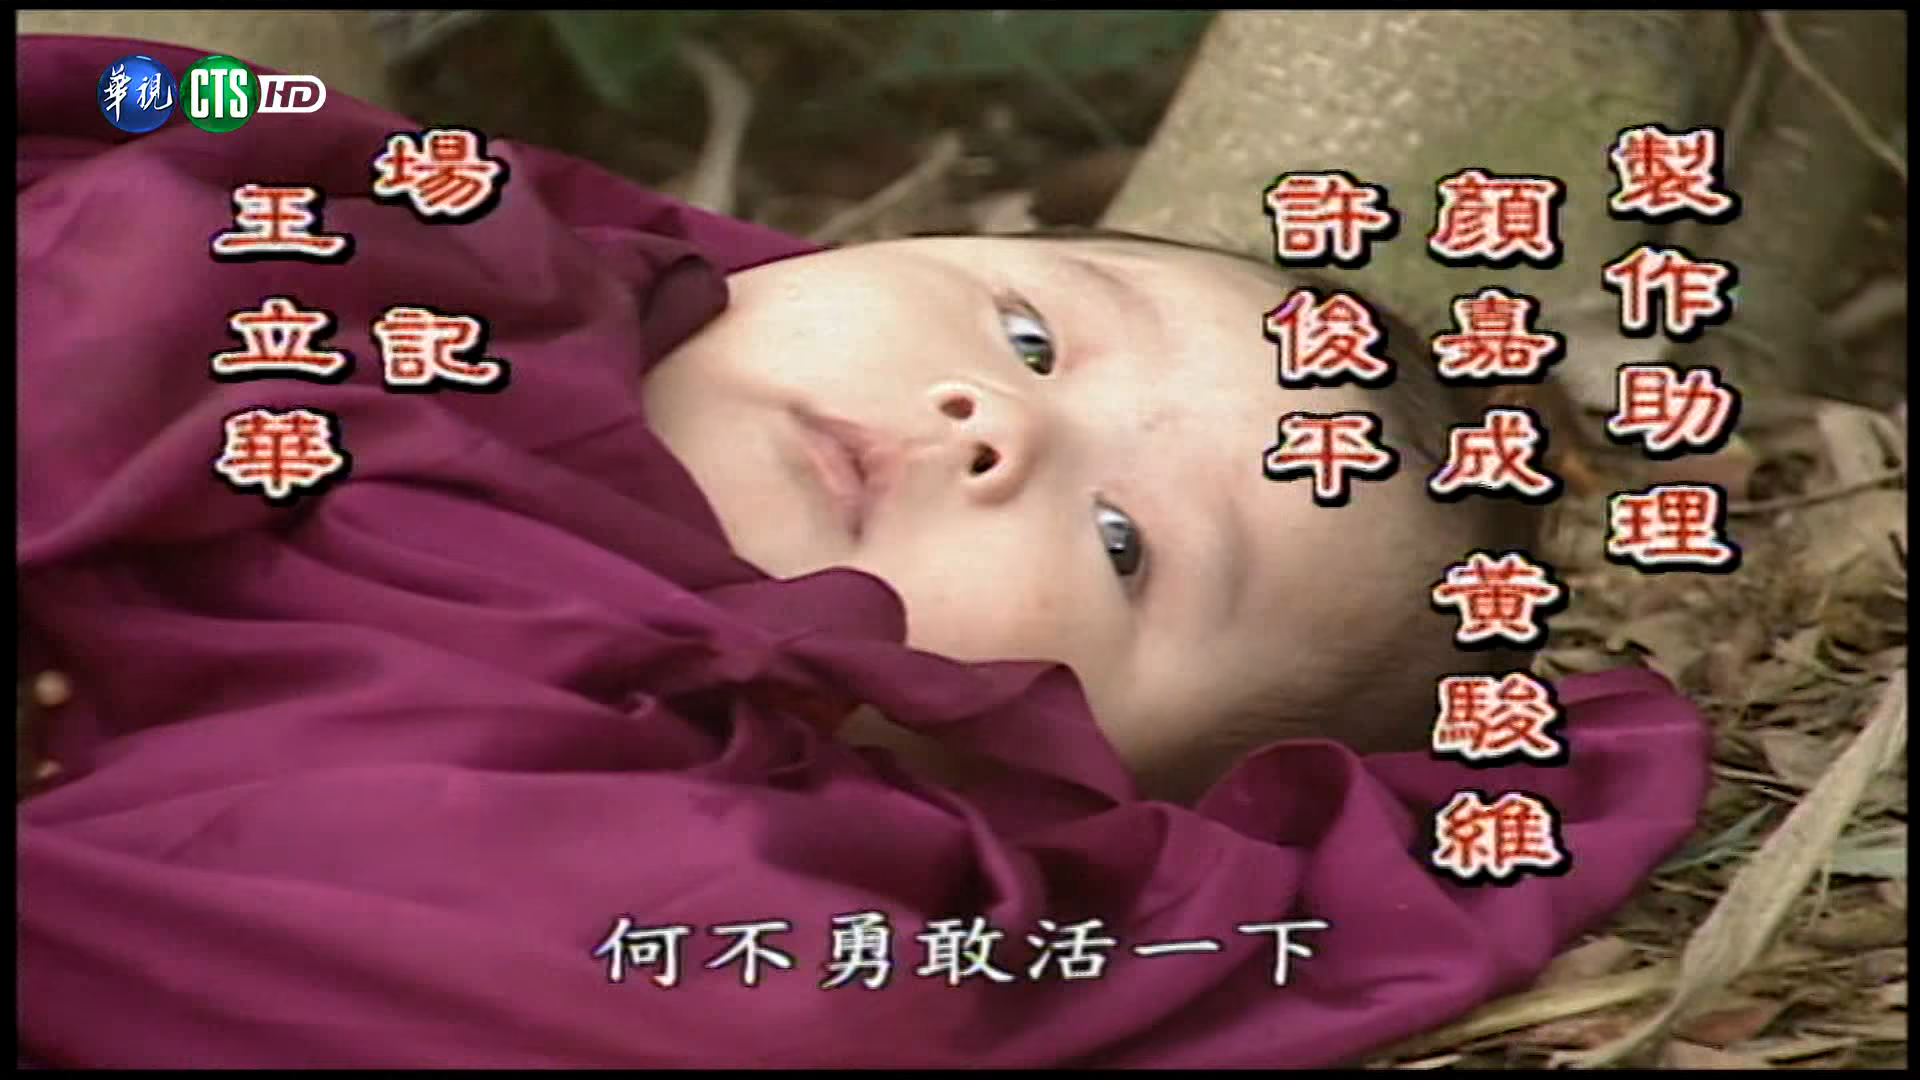 華視 CTS HD
製作助理
顏嘉成 黃駿維
許俊平
場記
王立華
何不勇敢活一下